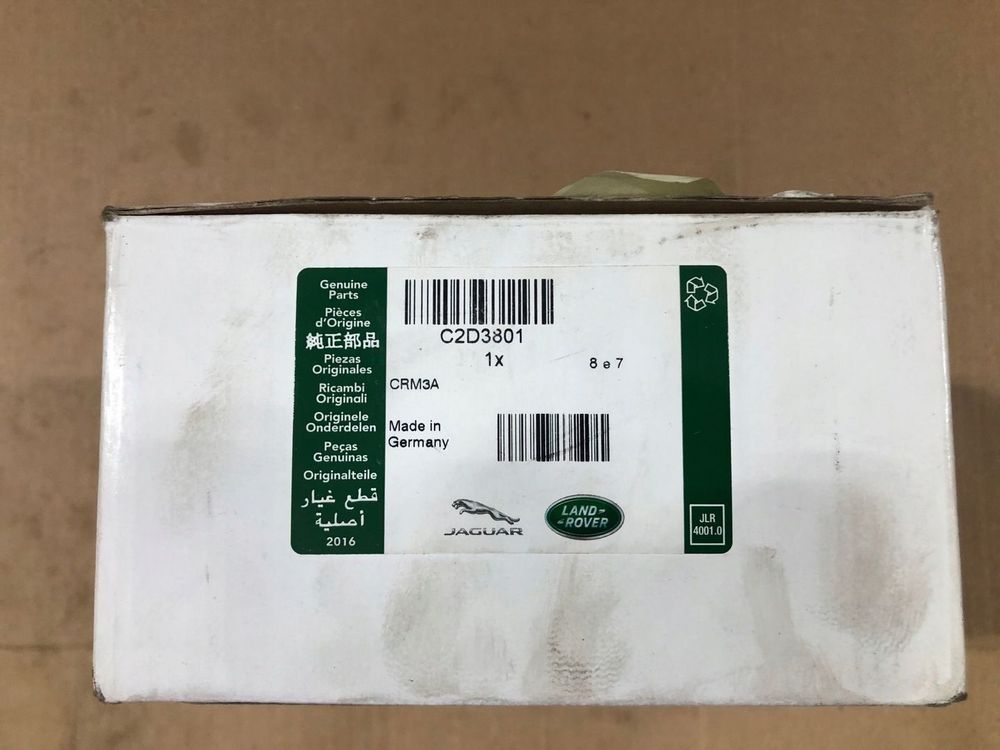 Genuine
Parts
Pièces
d'Origine
純正部品
Piezas
Originales
Ricambi
Originali
Originele
Onderdelen
Peças
Genuinas
Originalteile
قطع غيار
أصلية
2016
C2D3801
1x
8 e 7
CRM3A
Made in
Germany
JAGUAR
LAND-
-ROVER
JLR
4001.0